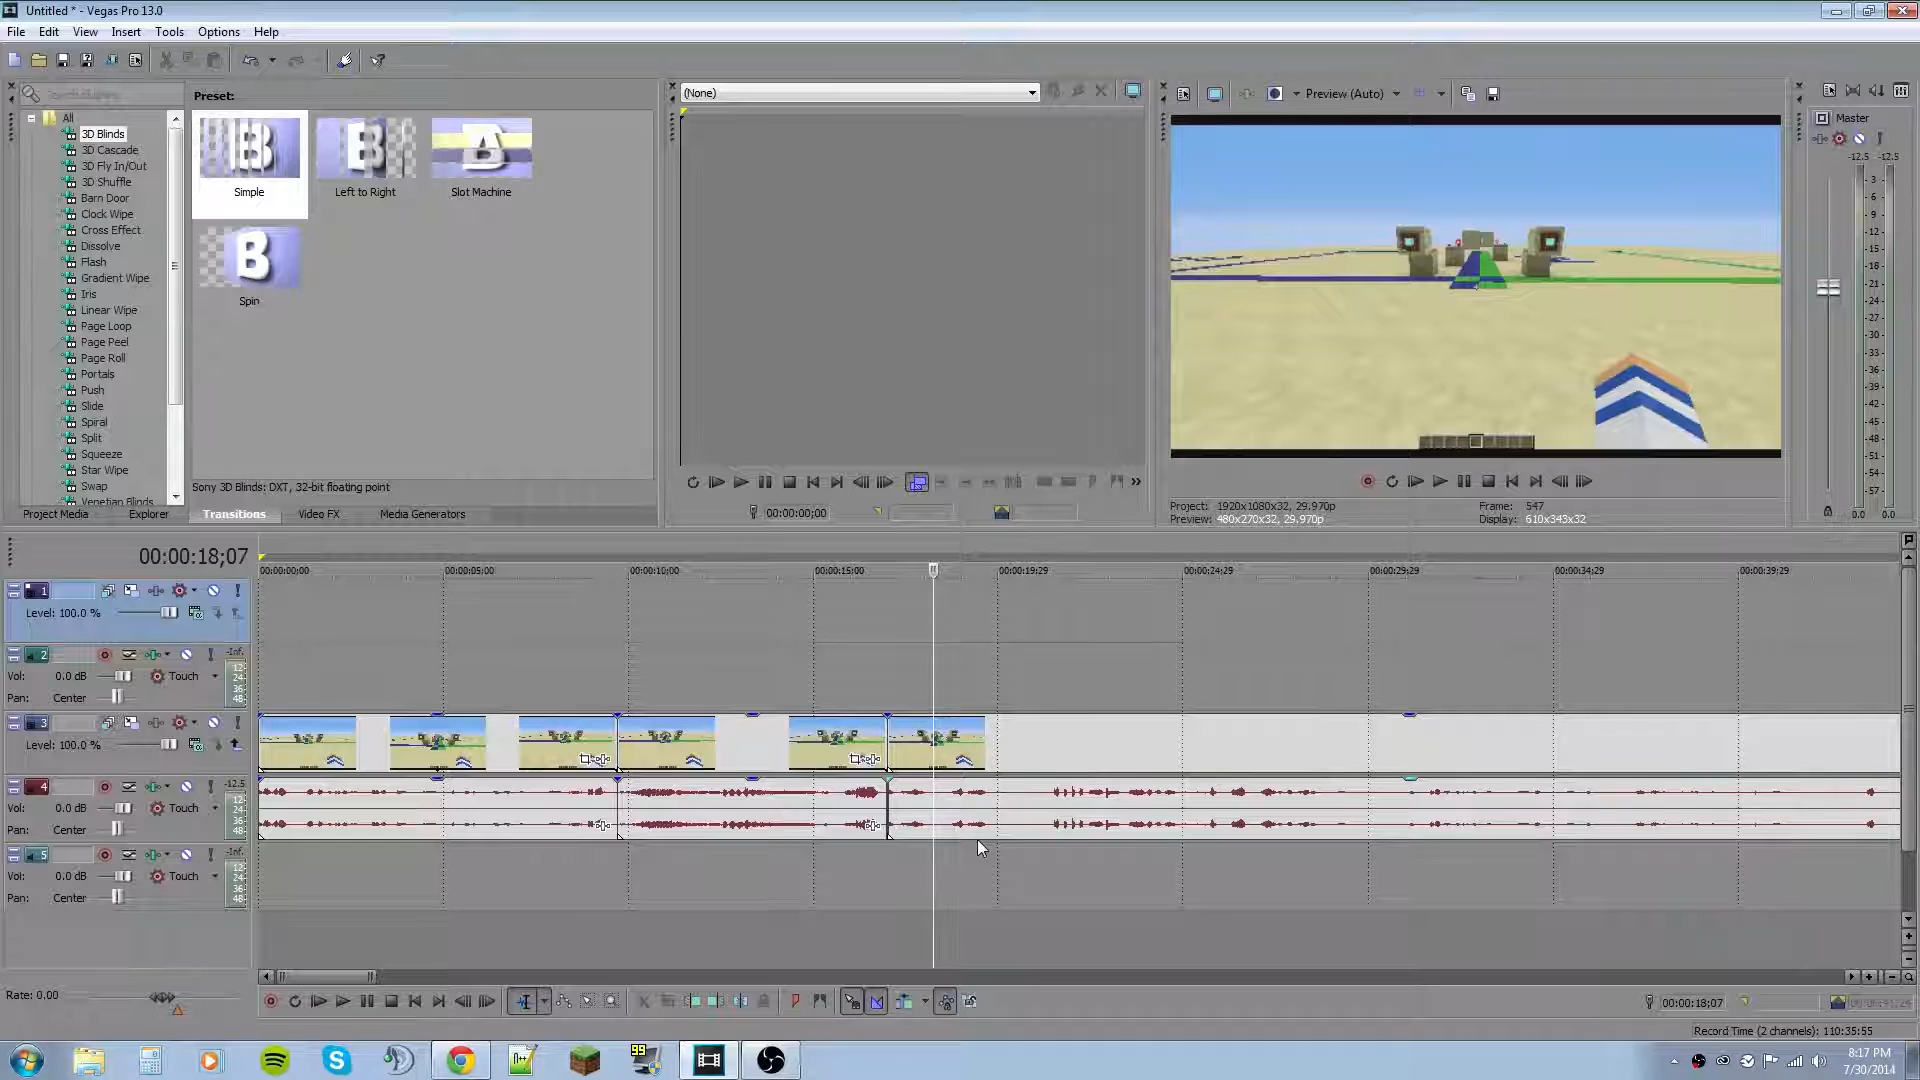 Untitled * - Vegas Pro 13.0
File Edit View Insert Tools Options Help
Preset:
All
3D Blinds
3D Cascade
3D Fly In/Out
3D Shuffle
Barn Door
Clock Wipe
Cross Effect
Dissolve
Flash
Gradient Wipe
Iris
Linear Wipe
Page Loop
Page Peel
Page Roll
Portals
Push
Slide
Spiral
Split
Squeeze
Star Wipe
Swap
Venetian Blinds
Simple
Left to Right
Slot Machine
Spin
Sony 3D Blinds: DXT, 32-bit floating point
Project Media Explorer Transitions Video FX Media Generators
(None)
00:00:00;00
Preview (Auto)
Project: 1920x1080x32, 29.970p
Preview: 480x270x32, 29.970p
Frame: 547
Display: 610x343x32
Master
-12.5 -12.5
3
6
9
12
15
18
21
24
27
30
33
36
39
42
45
48
51
54
57
0.0 0.0
00:00:18;07
00:00:00;00 00:00:05;00 00:00:10;00 00:00:15;00 00:00:19;29 00:00:24;29 00:00:29;29 00:00:34;29 00:00:39;29
1
Level: 100.0 %
2
-Inf.
Vol: 0.0 dB Touch
Pan: Center
12
24
36
48
3
Level: 100.0 %
4
-12.5
Vol: 0.0 dB Touch
Pan: Center
12
24
36
48
5
-Inf.
Vol: 0.0 dB Touch
Pan: Center
12
24
36
48
Rate: 0.00
00:00:18;07
Record Time (2 channels): 110:35:55
99
8:17 PM
7/30/2014